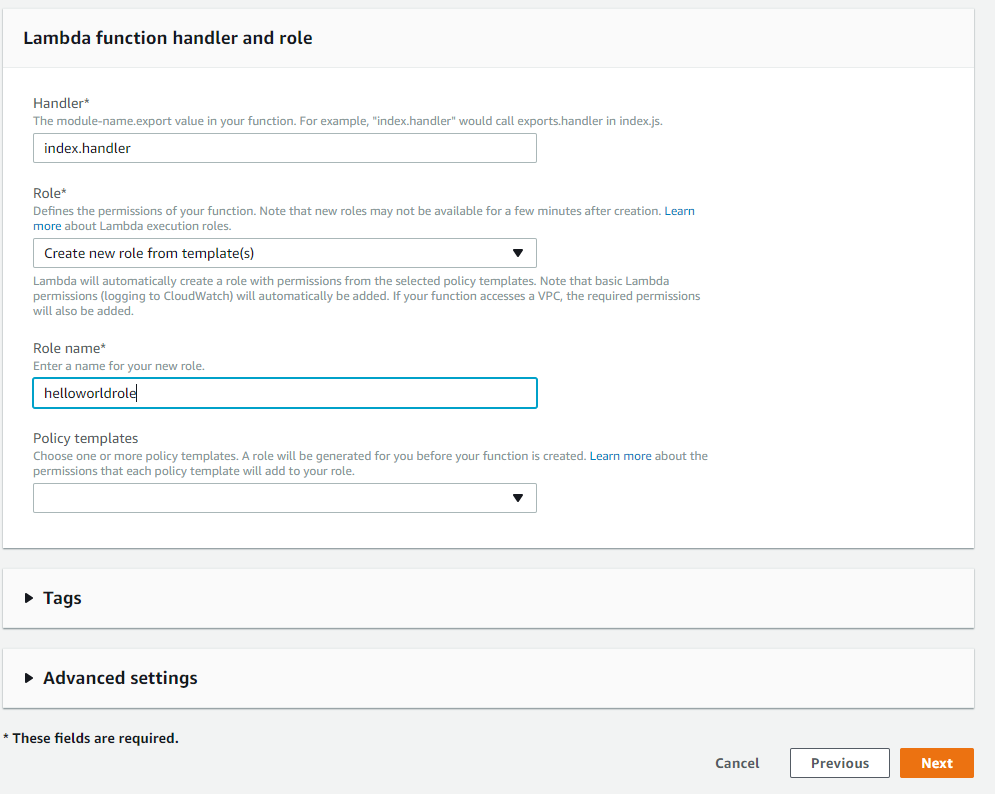 Lambda function handler and role
Handler*
The module-name.export value in your function. For example, "index.handler" would call exports.handler in index.js.
index.handler
Role*
Defines the permissions of your function. Note that new roles may not be available for a few minutes after creation. Learn
more about Lambda execution roles.
Create new role from template(s)
Lambda will automatically create a role with permissions from the selected policy templates. Note that basic Lambda
permissions (logging to CloudWatch) will automatically be added. If your function accesses a VPC, the required permissions
will also be added.
Role name*
Enter a name for your new role.
helloworldrole
Policy templates
Choose one or more policy templates. A role will be generated for you before your function is created. Learn more about the
permissions that each policy template will add to your role.
Tags
Advanced settings
* These fields are required.
Cancel Previous Next